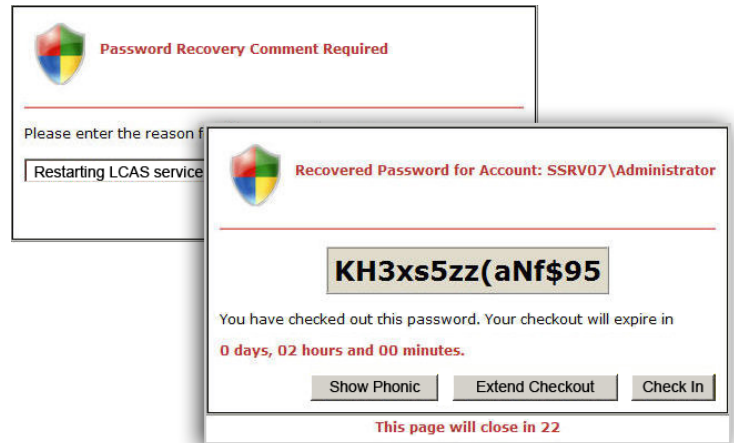 Password Recovery Comment Required
Please enter the reason
Restarting LCAS service
Recovered Password for Account: SSRV07\Administrator
KH3xs5zz(aNf$95
You have checked out this password. Your checkout will expire in
0 days, 02 hours and 00 minutes.
Show Phonic Extend Checkout Check In
This page will close in 22